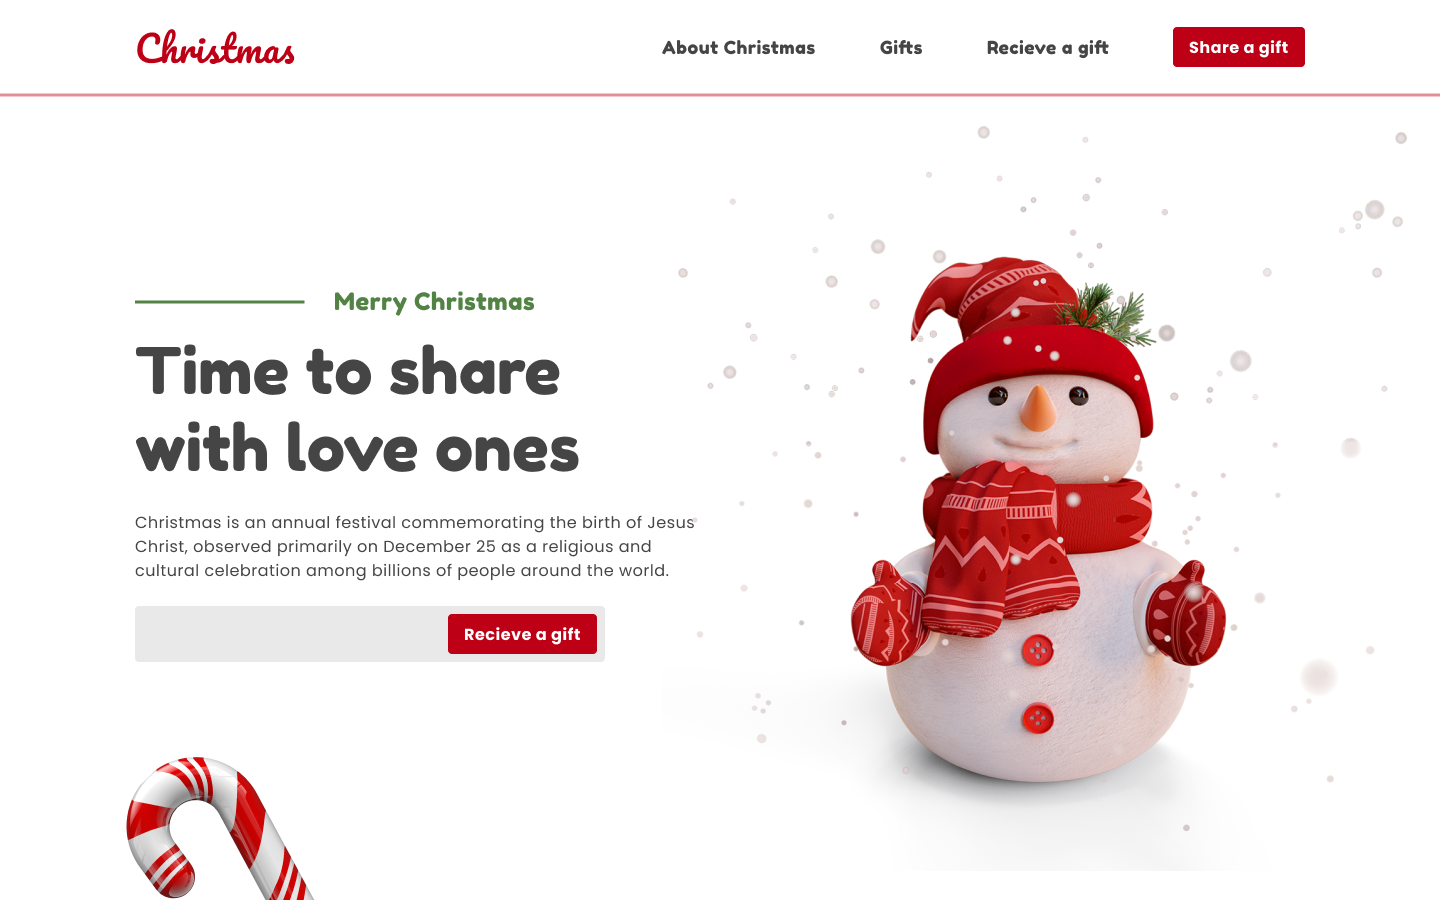 Christmas
About Christmas
Gifts
Recieve a gift
Share a gift
Merry Christmas
Time to share
with love ones
Christmas is an annual festival commemorating the birth of Jesus
Christ, observed primarily on December 25 as a religious and
cultural celebration among billions of people around the world.
Recieve a gift